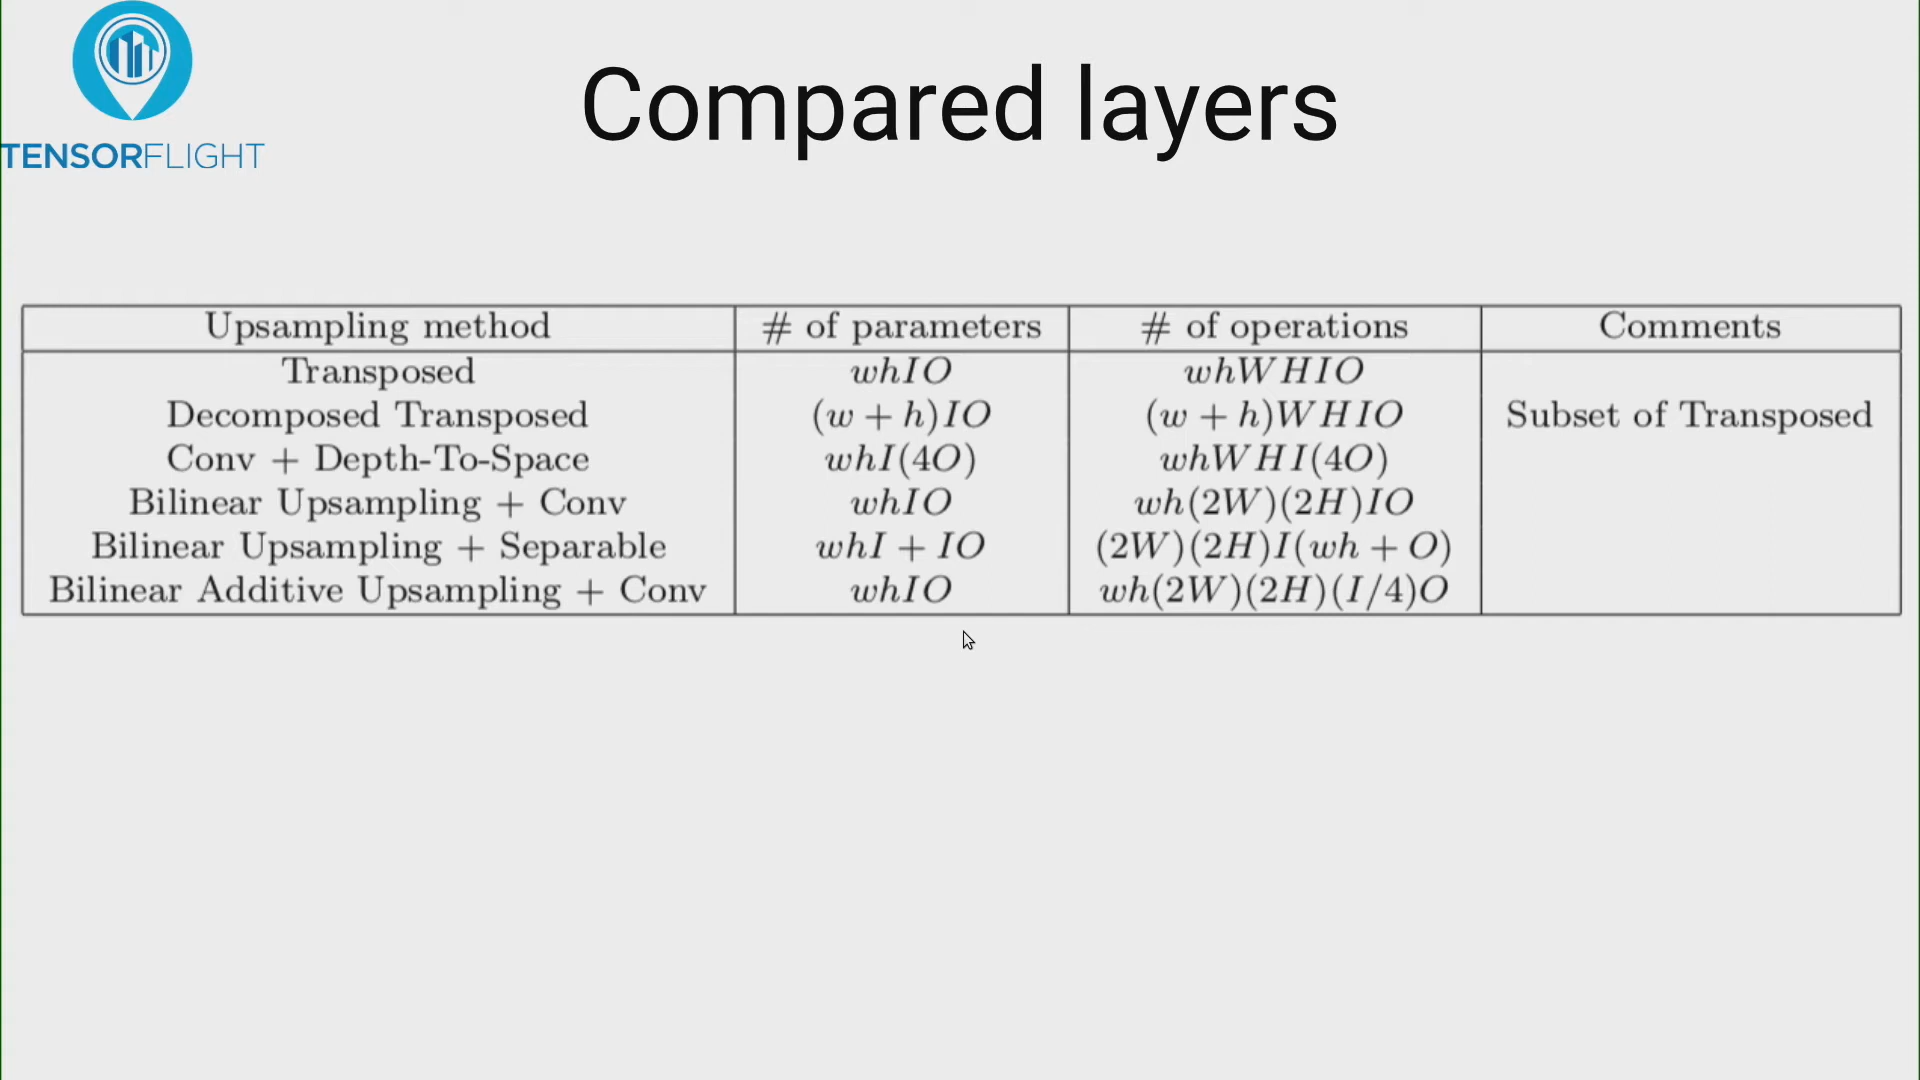 TENSORFLIGHT
Compared layers
Upsampling method # of parameters # of operations Comments
Transposed whIO whWHIO
Decomposed Transposed (w + h)IO (w + h)WHIO Subset of Transposed
Conv + Depth-To-Space whI(4O) whWHI(4O)
Bilinear Upsampling + Conv whIO wh(2W)(2H)IO
Bilinear Upsampling + Separable whI + IO (2W)(2H)I(wh + O)
Bilinear Additive Upsampling + Conv whIO wh(2W)(2H)(I/4)O